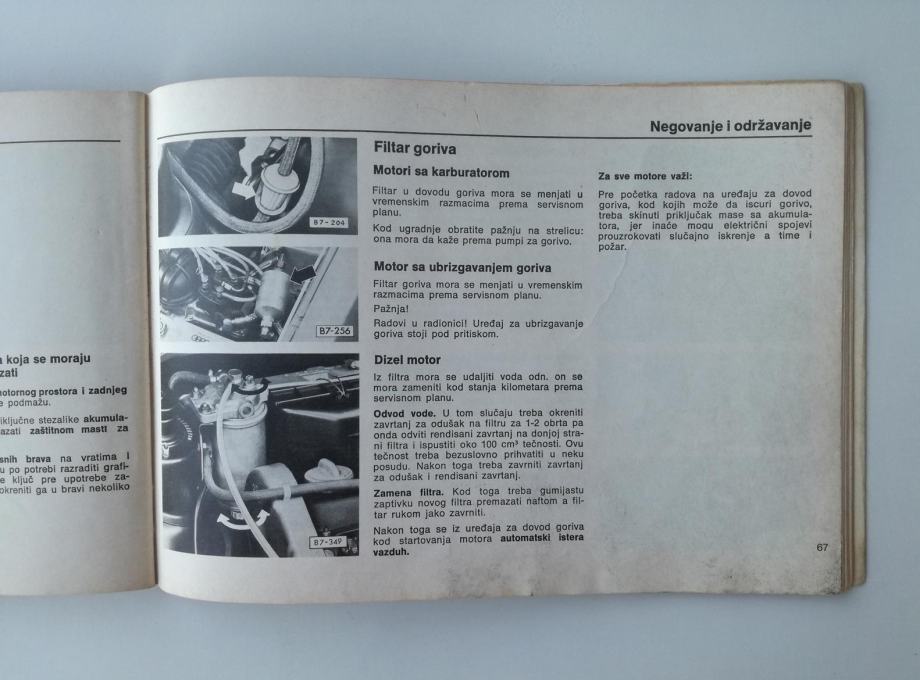 a koja se moraju
zati
notornog prostora i zadnjeg
e podmažu.
iključne stezalike akumula-
azati zaštitnom masti za
snih brava na vratima i
u po potrebi razraditi grafi-
e ključ pre upotrebe za-
okreniti ga u bravi nekoliko
Negovanje i održavanje
B7-204
B7-256
B7-349
Filtar goriva
Motori sa karburatorom
Filtar u dovodu goriva mora se menjati u
vremenskim razmacima prema servisnom
planu.
Kod ugradnje obratite pažnju na strelicu:
ona mora da kaže prema pumpi za gorivo.
Motor sa ubrizgavanjem goriva
Filtar goriva mora se menjati u vremenskim
razmacima prema servisnom planu.
Pažnja!
Radovi u radionici! Uređaj za ubrizgavanje
goriva stoji pod pritiskom.
Dizel motor
Iz filtra mora se udaljiti voda odn. on se
mora zameniti kod stanja kilometara prema
servisnom planu.
Odvod vode. U tom slučaju treba okreniti
zavrtanj za odušak na filtru za 1-2 obrta pa
onda odviti rendisani zavrtanj na donjoj stra-
ni filtra i ispustiti oko 100 cm³ tečnosti. Ovu
tečnost treba bezuslovno prihvatiti u neku
posudu. Nakon toga treba zavrniti zavrtanj
za odušak i rendisani zavrtanj.
Zamena filtra. Kod toga treba gumijastu
zaptivku novog filtra premazati naftom a fil-
tar rukom jako zavrniti.
Nakon toga se iz uređaja za dovod goriva
kod startovanja motora automatski istera
vazduh.
Za sve motore važi:
Pre početka radova na uređaju za dovod
goriva, kod kojih može da iscuri gorivo,
treba skinuti priključak mase sa akumula-
tora, jer inače mogu električni spojevi
prouzrokovati slučajno iskrenje a time i
požar.
67